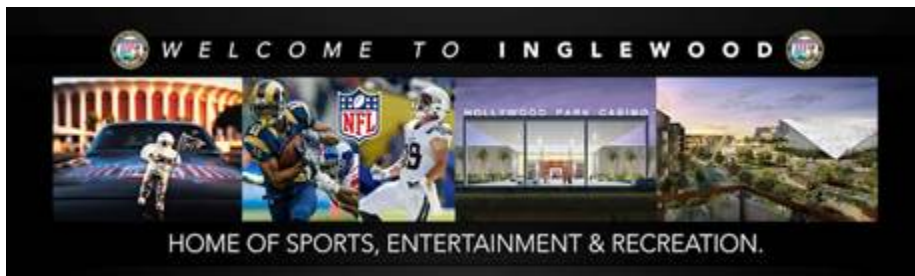 WELCOME TO INGLEWOOD
NFL
HOLLYWOOD PARK CASINO
HOME OF SPORTS, ENTERTAINMENT & RECREATION.